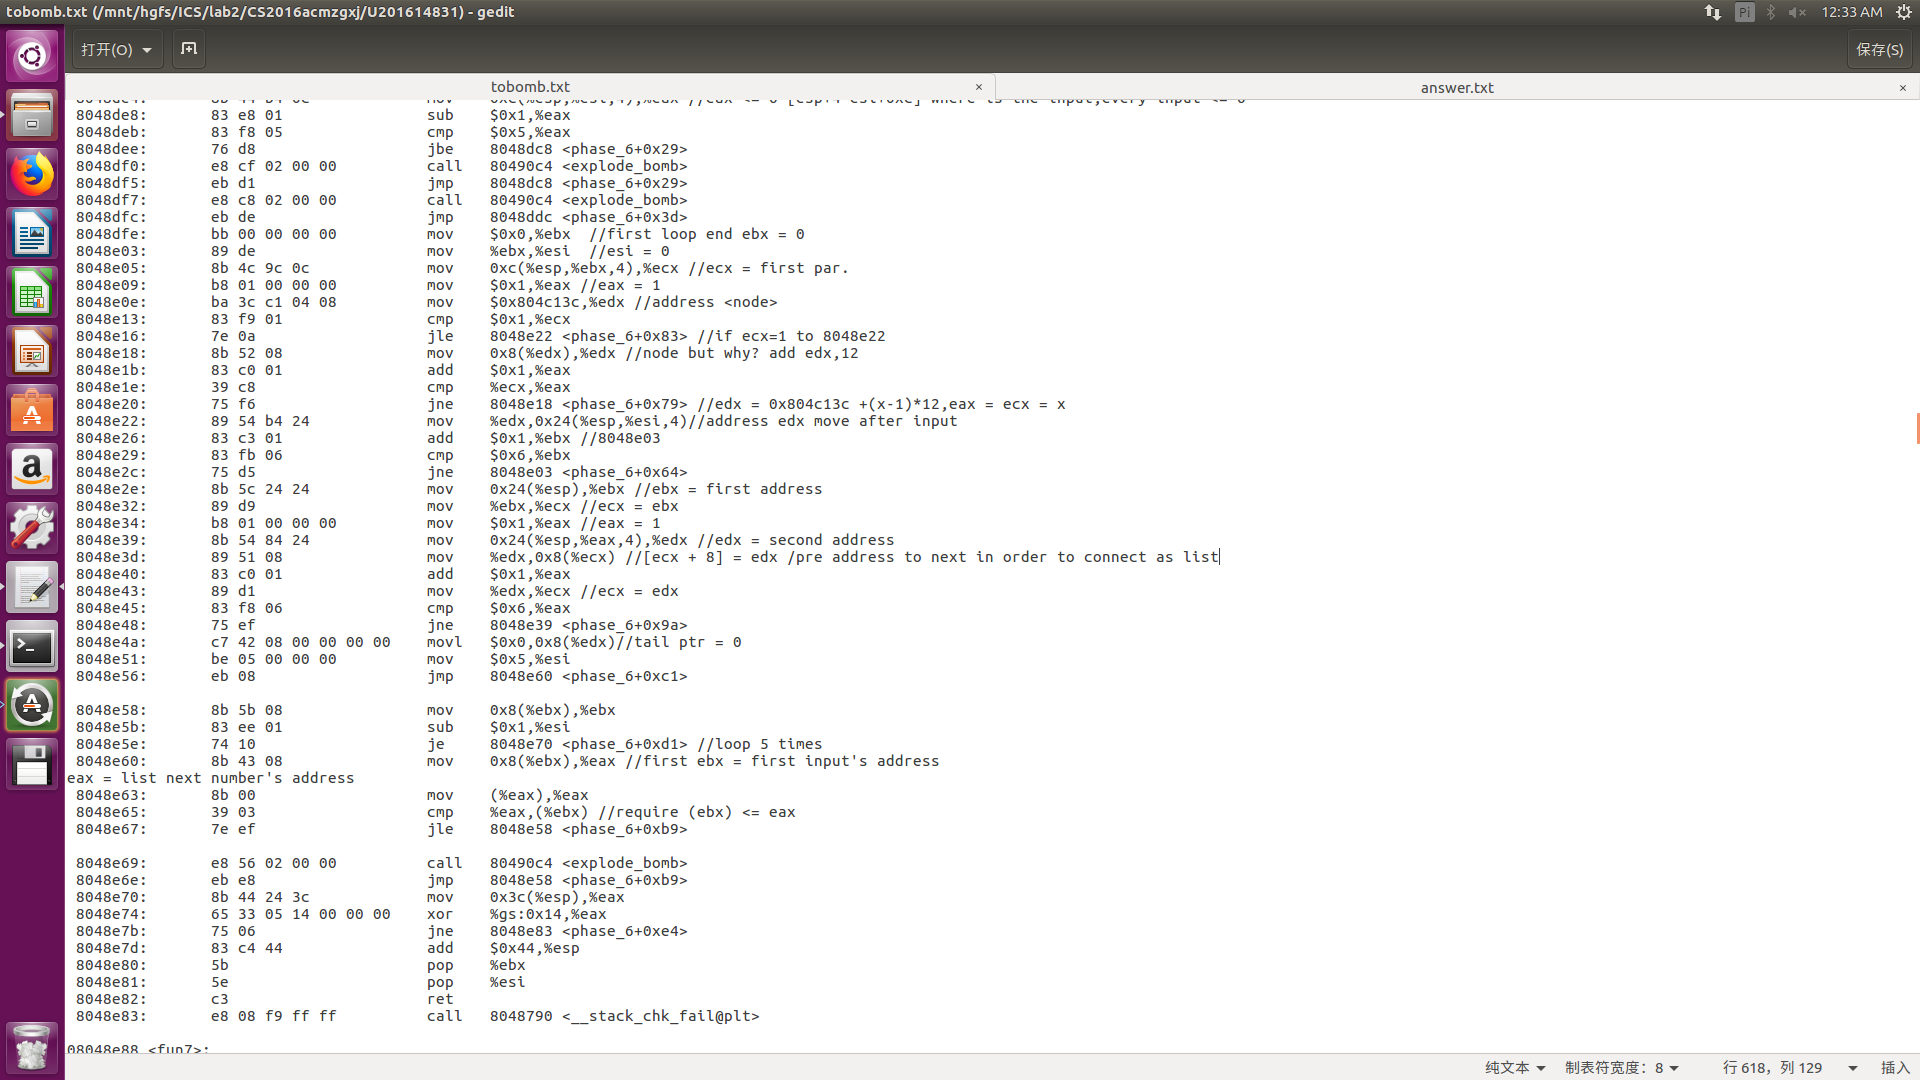 tobomb.txt (/mnt/hgfs/ICS/lab2/CS2016acmzgxj/U201614831) - gedit
Pi
12:33 AM
打开(O)
保存(S)
tobomb.txt ×
answer.txt ×
8048de8: 83 e8 01 sub $0x1,%eax
8048deb: 83 f8 05 cmp $0x5,%eax
8048dee: 76 d8 jbe 8048dc8 <phase_6+0x29>
8048df0: e8 cf 02 00 00 call 80490c4 <explode_bomb>
8048df5: eb d1 jmp 8048dc8 <phase_6+0x29>
8048df7: e8 c8 02 00 00 call 80490c4 <explode_bomb>
8048dfc: eb de jmp 8048ddc <phase_6+0x3d>
8048dfe: bb 00 00 00 00 mov $0x0,%ebx //first loop end ebx = 0
8048e03: 89 de mov %ebx,%esi //esi = 0
8048e05: 8b 4c 9c 0c mov 0xc(%esp,%ebx,4),%ecx //ecx = first par.
8048e09: b8 01 00 00 00 mov $0x1,%eax //eax = 1
8048e0e: ba 3c c1 04 08 mov $0x804c13c,%edx //address <node>
8048e13: 83 f9 01 cmp $0x1,%ecx
8048e16: 7e 0a jle 8048e22 <phase_6+0x83> //if ecx=1 to 8048e22
8048e18: 8b 52 08 mov 0x8(%edx),%edx //node but why? add edx,12
8048e1b: 83 c0 01 add $0x1,%eax
8048e1e: 39 c8 cmp %ecx,%eax
8048e20: 75 f6 jne 8048e18 <phase_6+0x79> //edx = 0x804c13c +(x-1)*12,eax = ecx = x
8048e22: 89 54 b4 24 mov %edx,0x24(%esp,%esi,4)//address edx move after input
8048e26: 83 c3 01 add $0x1,%ebx //8048e03
8048e29: 83 fb 06 cmp $0x6,%ebx
8048e2c: 75 d5 jne 8048e03 <phase_6+0x64>
8048e2e: 8b 5c 24 24 mov 0x24(%esp),%ebx //ebx = first address
8048e32: 89 d9 mov %ebx,%ecx //ecx = ebx
8048e34: b8 01 00 00 00 mov $0x1,%eax //eax = 1
8048e39: 8b 54 84 24 mov 0x24(%esp,%eax,4),%edx //edx = second address
8048e3d: 89 51 08 mov %edx,0x8(%ecx) //[ecx + 8] = edx /pre address to next in order to connect as list
8048e40: 83 c0 01 add $0x1,%eax
8048e43: 89 d1 mov %edx,%ecx //ecx = edx
8048e45: 83 f8 06 cmp $0x6,%eax
8048e48: 75 ef jne 8048e39 <phase_6+0x9a>
8048e4a: c7 42 08 00 00 00 00 movl $0x0,0x8(%edx)//tail ptr = 0
8048e51: be 05 00 00 00 mov $0x5,%esi
8048e56: eb 08 jmp 8048e60 <phase_6+0xc1>
8048e58: 8b 5b 08 mov 0x8(%ebx),%ebx
8048e5b: 83 ee 01 sub $0x1,%esi
8048e5e: 74 10 je 8048e70 <phase_6+0xd1> //loop 5 times
8048e60: 8b 43 08 mov 0x8(%ebx),%eax //first ebx = first input's address
eax = list next number's address
8048e63: 8b 00 mov (%eax),%eax
8048e65: 39 03 cmp %eax,(%ebx) //require (ebx) <= eax
8048e67: 7e ef jle 8048e58 <phase_6+0xb9>
8048e69: e8 56 02 00 00 call 80490c4 <explode_bomb>
8048e6e: eb e8 jmp 8048e58 <phase_6+0xb9>
8048e70: 8b 44 24 3c mov 0x3c(%esp),%eax
8048e74: 65 33 05 14 00 00 00 xor %gs:0x14,%eax
8048e7b: 75 06 jne 8048e83 <phase_6+0xe4>
8048e7d: 83 c4 44 add $0x44,%esp
8048e80: 5b pop %ebx
8048e81: 5e pop %esi
8048e82: c3 ret
8048e83: e8 08 f9 ff ff call 8048790 <__stack_chk_fail@plt>
08048e88 <fun7>:
纯文本 制表符宽度: 8 行 618, 列 129 插入